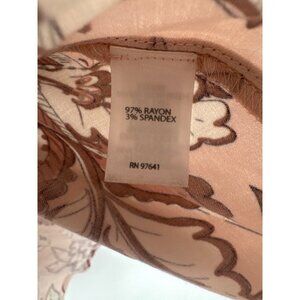 97% RAYON
3% SPANDEX
RN 97641